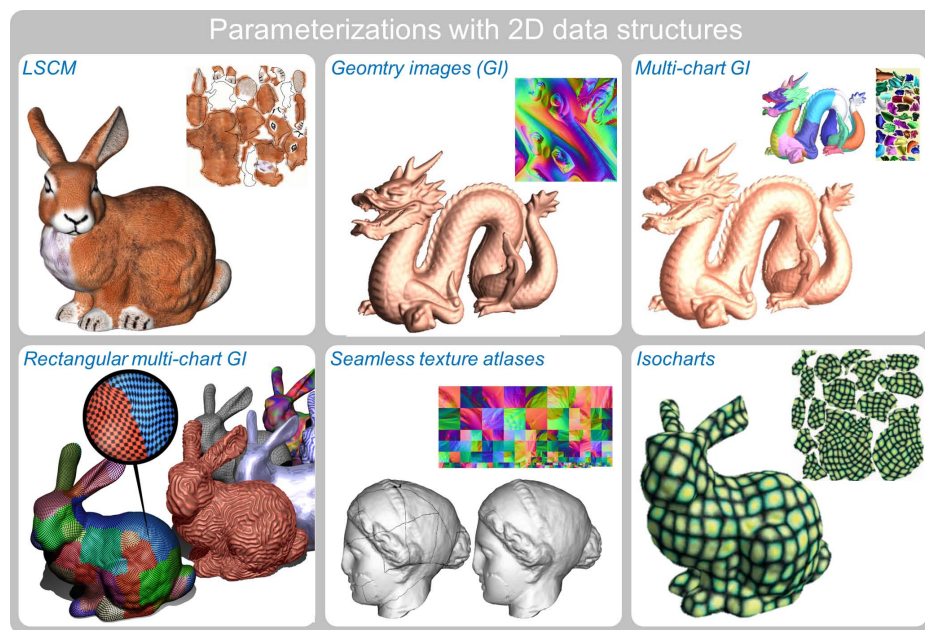 Parameterizations with 2D data structures
LSCM
Geomtry images (GI)
Multi-chart GI
Rectangular multi-chart GI
Seamless texture atlases
Isocharts